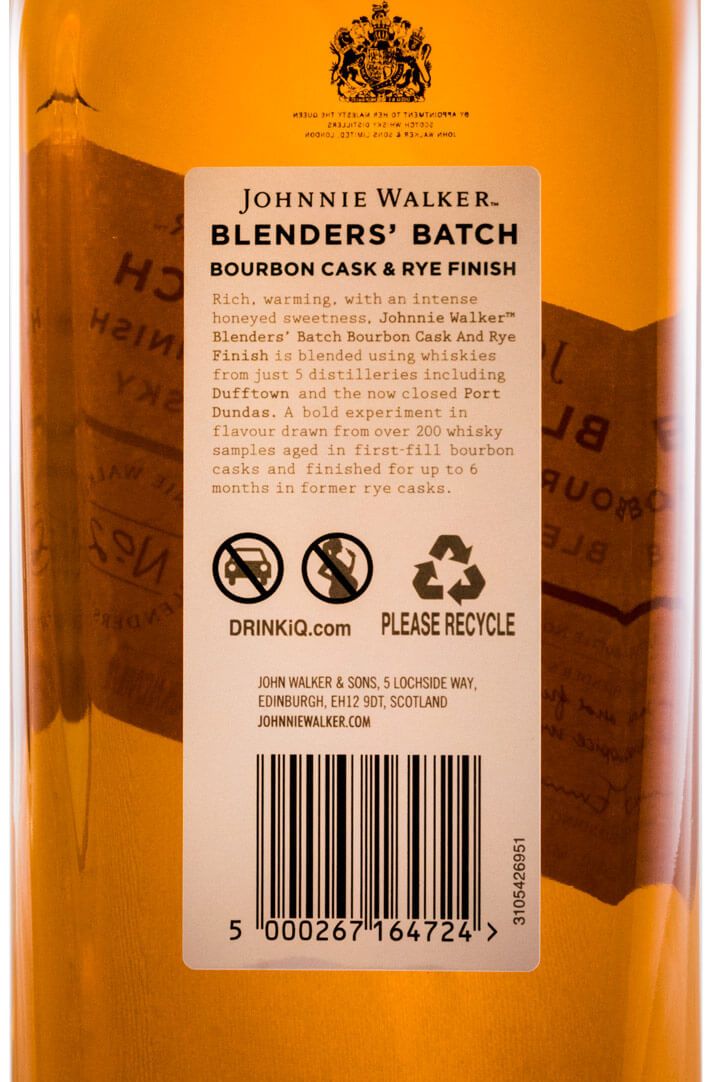 BY APPOINTMENT TO HER MAJESTY THE QUEEN
SCOTCH WHISKY DISTILLERS
JOHN WALKER & SONS LIMITED, LONDON
JOHNNIE WALKER™
BLENDERS’ BATCH
BOURBON CASK & RYE FINISH
Rich, warming, with an intense
honeyed sweetness, Johnnie Walker™
Blenders’ Batch Bourbon Cask And Rye
Finish is blended using whiskies
from just 5 distilleries including
Dufftown and the now closed Port
Dundas. A bold experiment in
flavour drawn from over 200 whisky
samples aged in first-fill bourbon
casks and finished for up to 6
months in former rye casks.
DRINKiQ.com PLEASE RECYCLE
JOHN WALKER & SONS, 5 LOCHSIDE WAY,
EDINBURGH, EH12 9DT, SCOTLAND
JOHNNIEWALKER.COM
3105426951
5 000267 164724 >